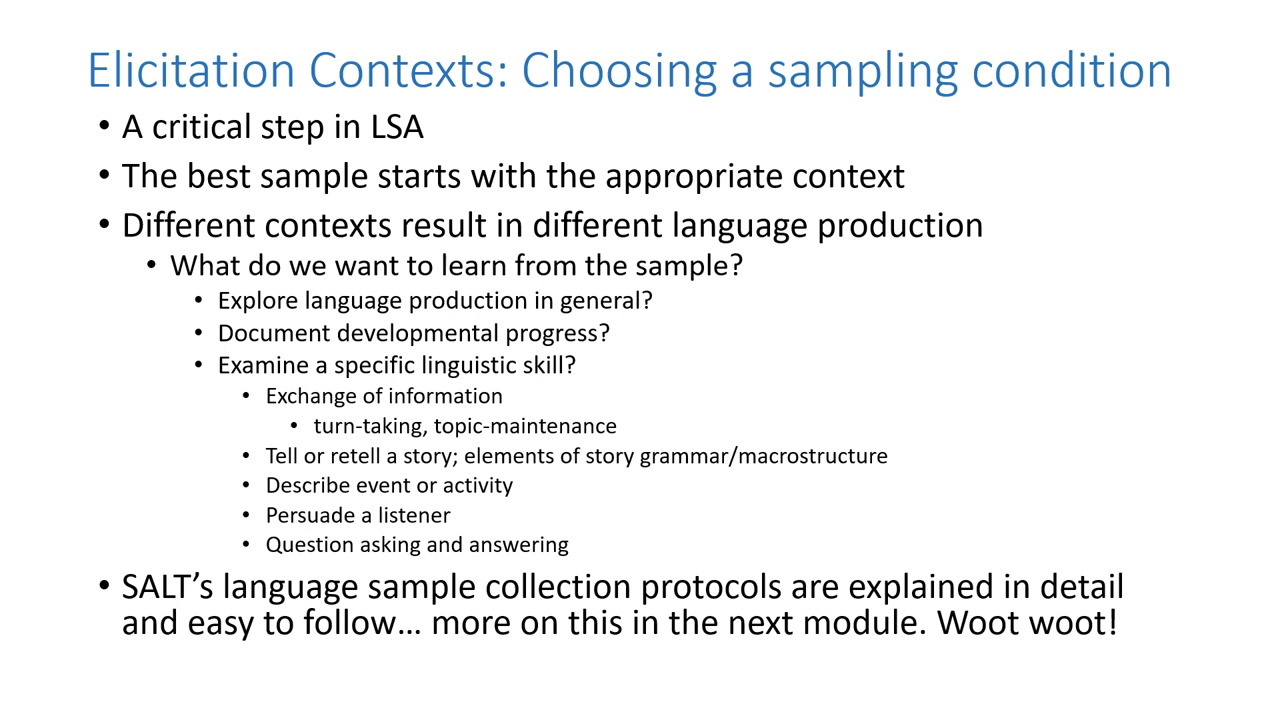 Elicitation Contexts: Choosing a sampling condition
• A critical step in LSA
• The best sample starts with the appropriate context
• Different contexts result in different language production
• What do we want to learn from the sample?
• Explore language production in general?
• Document developmental progress?
• Examine a specific linguistic skill?
• Exchange of information
• turn-taking, topic-maintenance
• Tell or retell a story; elements of story grammar/macrostructure
• Describe event or activity
• Persuade a listener
• Question asking and answering
• SALT’s language sample collection protocols are explained in detail
and easy to follow… more on this in the next module. Woot woot!